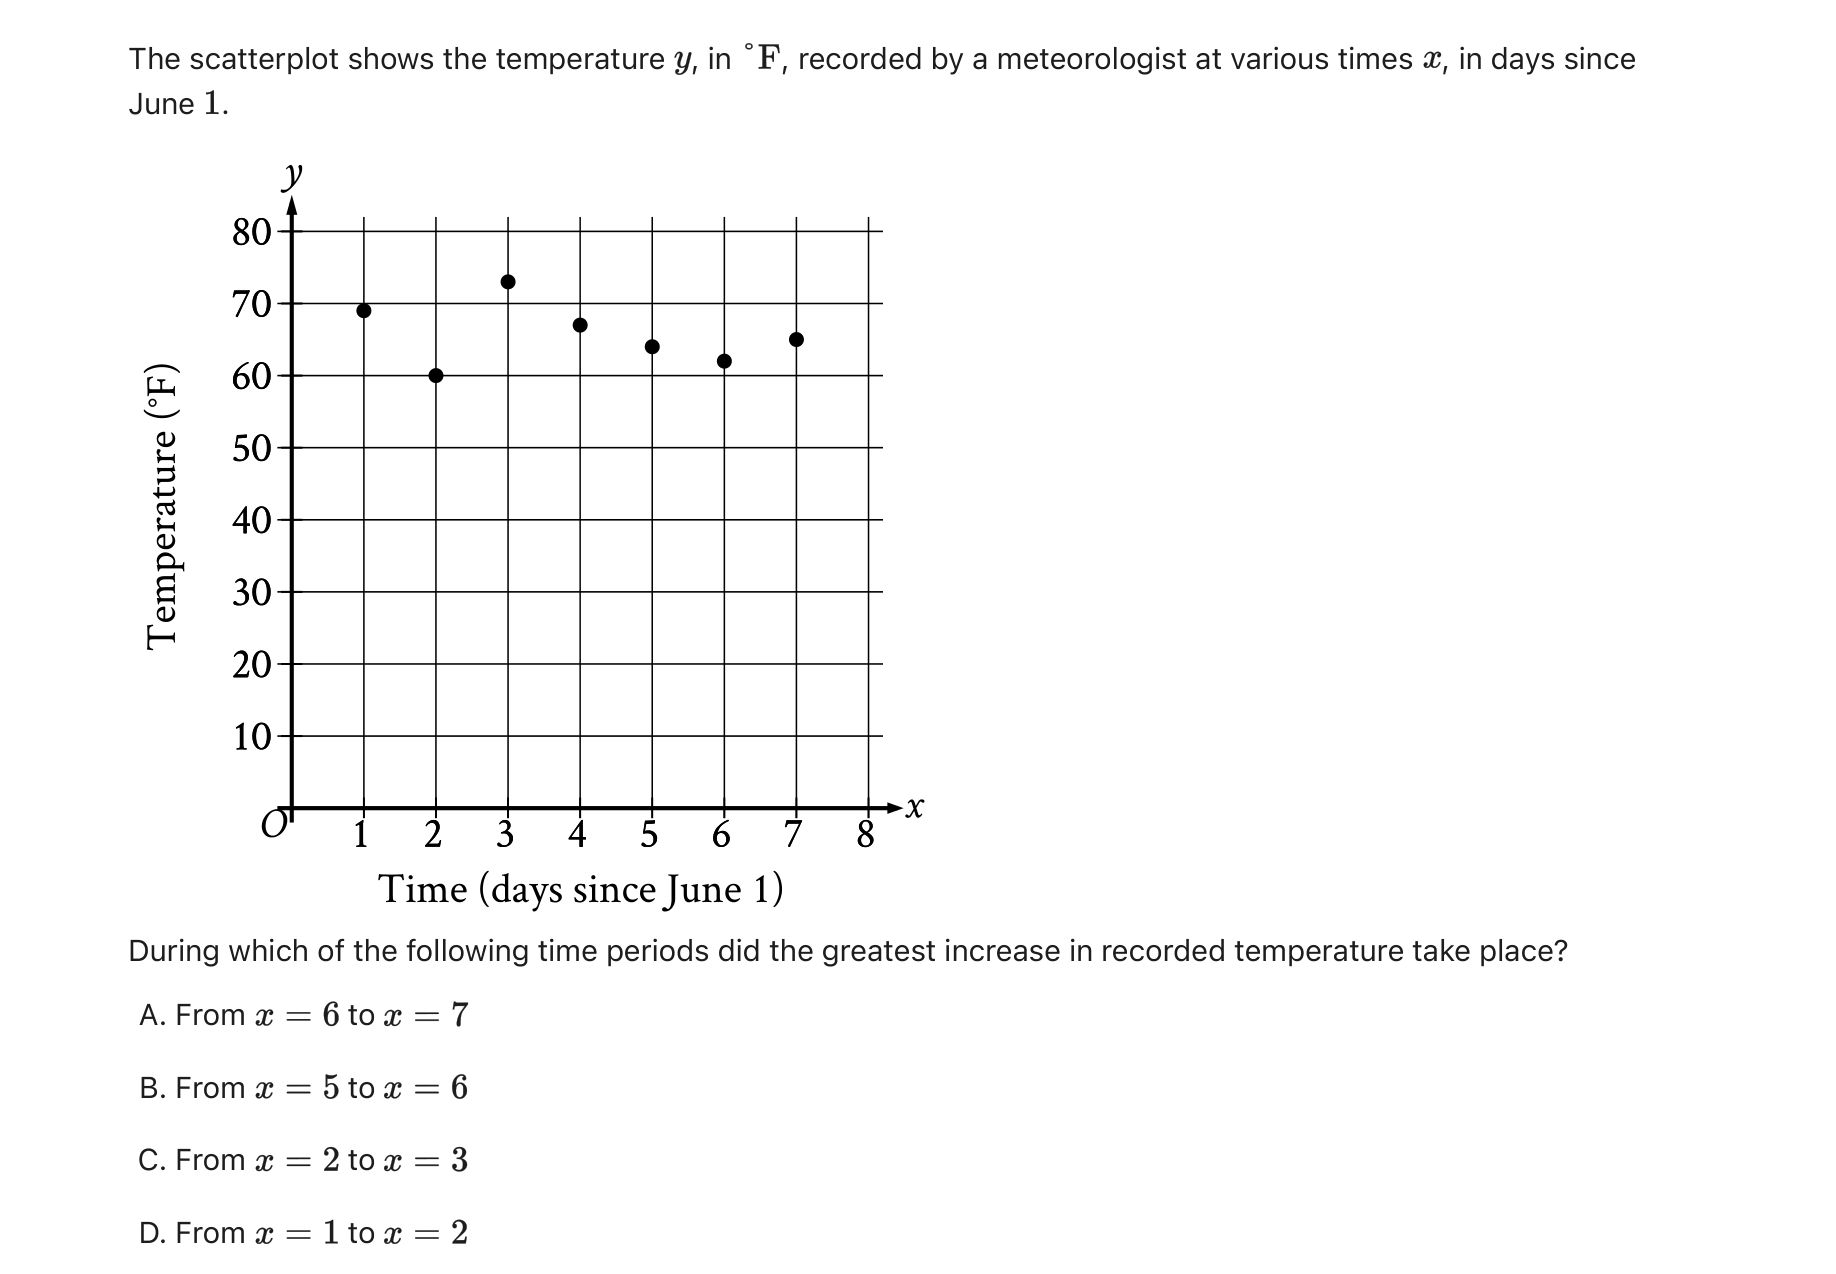 The scatterplot shows the temperature y, in °F, recorded by a meteorologist at various times x, in days since
June 1.
y
80
70
60
50
40
30
20
10
Temperature (°F)
O
x
1 2 3 4 5 6 7 8
Time (days since June 1)
During which of the following time periods did the greatest increase in recorded temperature take place?
A. From x = 6 to x = 7
B. From x = 5 to x = 6
C. From x = 2 to x = 3
D. From x = 1 to x = 2